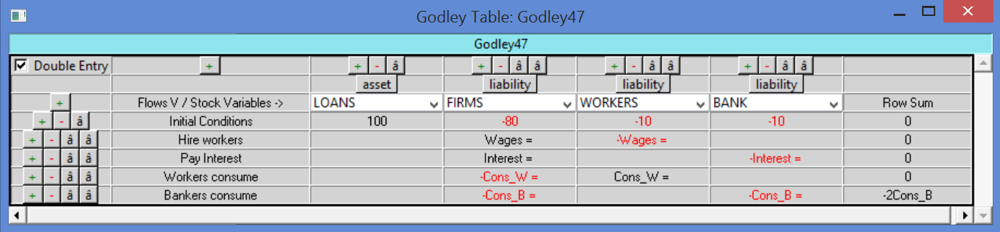 Godley Table: Godley47
Godley47
Double Entry + + - â + - â â + - â â + - â â
asset liability liability liability
+ Flows V / Stock Variables -> LOANS FIRMS WORKERS BANK Row Sum
+ - â Initial Conditions 100 -80 -10 -10 0
+ - â â Hire workers Wages = -Wages = 0
+ - â â Pay Interest Interest = -Interest = 0
+ - â â Workers consume -Cons_W = Cons_W = 0
+ - â â Bankers consume -Cons_B = -Cons_B = -2Cons_B